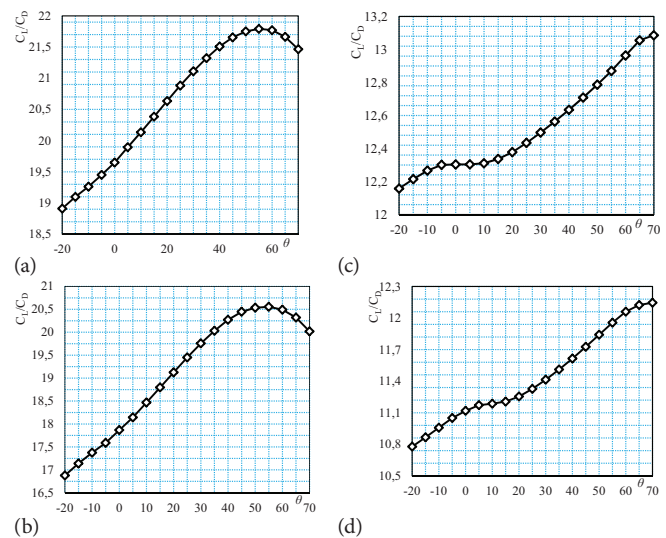 C_L/C_D
22
21,5
21
20,5
20
19,5
19
18,5
-20 0 20 40 60 θ
(a)
C_L/C_D
13,2
13
12,8
12,6
12,4
12,2
12
-20 -10 0 10 20 30 40 50 60 70
θ
(c)
C_L/C_D
21
20,5
20
19,5
19
18,5
18
17,5
17
16,5
-20 -10 0 10 20 30 40 50 60 θ 70
(b)
C_L/C_D
12,3
12
11,7
11,4
11,1
10,8
10,5
-20 -10 0 10 20 30 40 50 60 θ 70
(d)